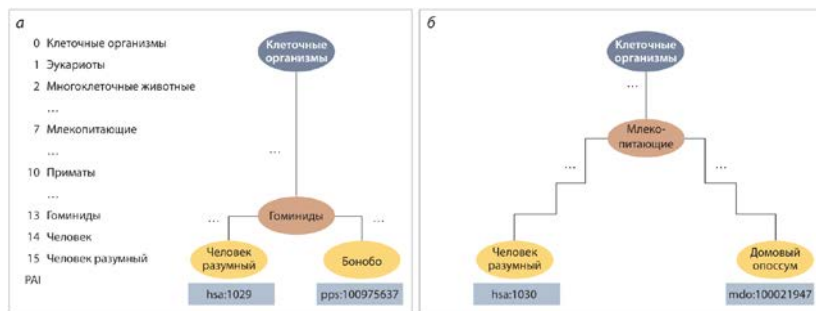 а
0 Клеточные организмы
1 Эукариоты
2 Многоклеточные животные
...
7 Млекопитающие
...
10 Приматы
...
13 Гоминиды
14 Человек
15 Человек разумный
PAI
Клеточные
организмы
...
...
Гоминиды
...
Человек
разумный
Бонобо
hsa:1029
pps:100975637
б
Клеточные
организмы
...
Млеко-
питающие
...
...
Человек
разумный
Домовый
опоссум
hsa:1030
mdo:100021947